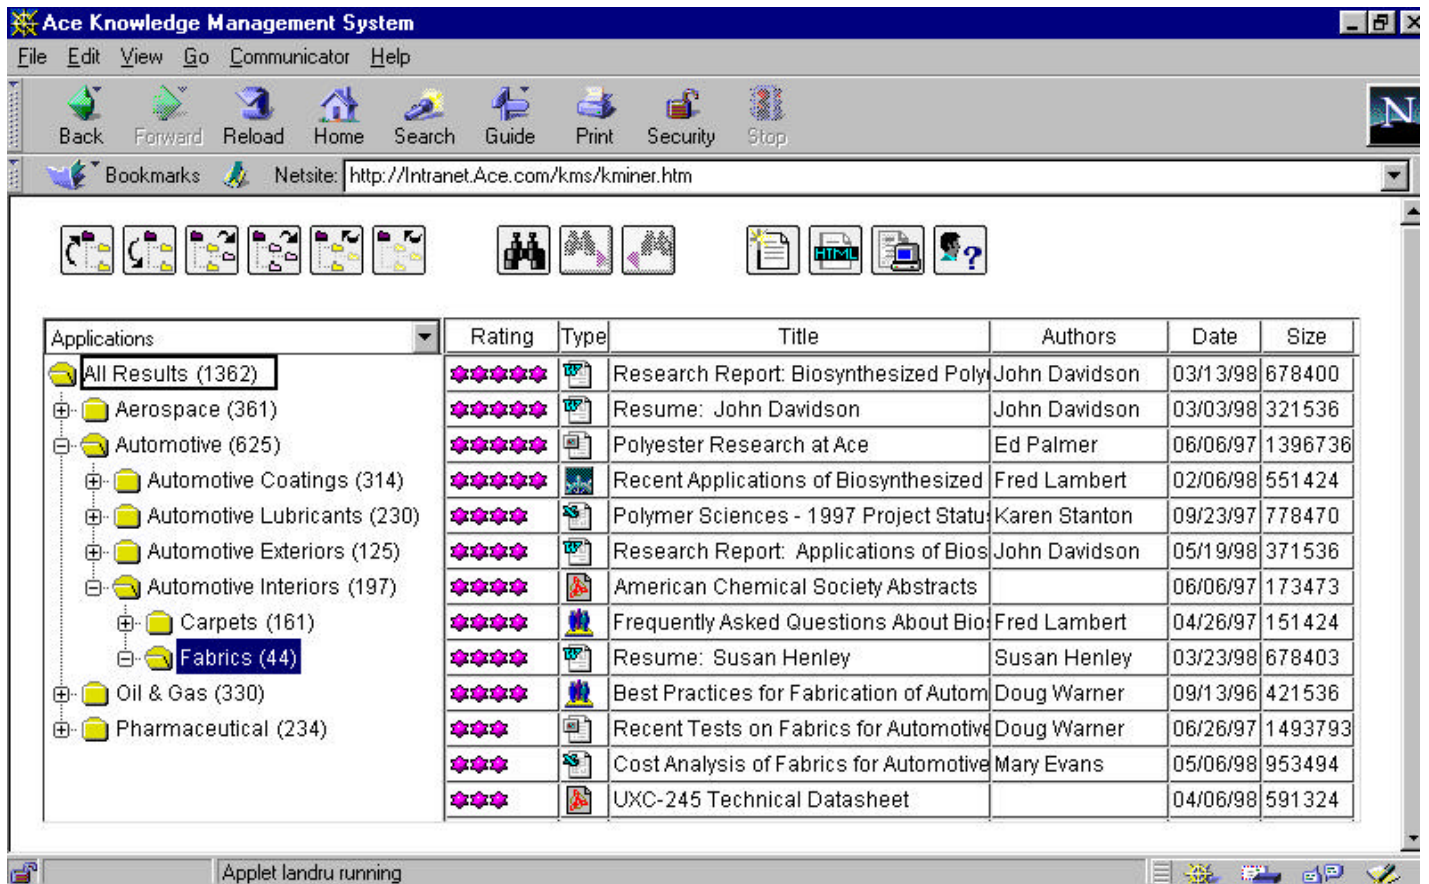 Ace Knowledge Management System
File Edit View Go Communicator Help
Back Forward Reload Home Search Guide Print Security Stop
N
Bookmarks Netsite: http://Intranet.Ace.com/kms/kminer.htm
HTML ?
Applications Rating Type Title Authors Date Size
All Results (1362) Research Report: Biosynthesized Poly John Davidson 03/13/98 678400
Aerospace (361) Resume: John Davidson John Davidson 03/03/98 321536
Automotive (625) Polyester Research at Ace Ed Palmer 06/06/97 1396736
Automotive Coatings (314) Recent Applications of Biosynthesized Fred Lambert 02/06/98 551424
Automotive Lubricants (230) Polymer Sciences - 1997 Project Statu Karen Stanton 09/23/97 778470
Automotive Exteriors (125) Research Report: Applications of Bios John Davidson 05/19/98 371536
Automotive Interiors (197) American Chemical Society Abstracts 06/06/97 173473
Carpets (161) Frequently Asked Questions About Bio Fred Lambert 04/26/97 151424
Fabrics (44) Resume: Susan Henley Susan Henley 03/23/98 678403
Oil & Gas (330) Best Practices for Fabrication of Autom Doug Warner 09/13/96 421536
Pharmaceutical (234) Recent Tests on Fabrics for Automotive Doug Warner 06/26/97 1493793
Cost Analysis of Fabrics for Automotive Mary Evans 05/06/98 953494
UXC-245 Technical Datasheet 04/06/98 591324
Applet landru running